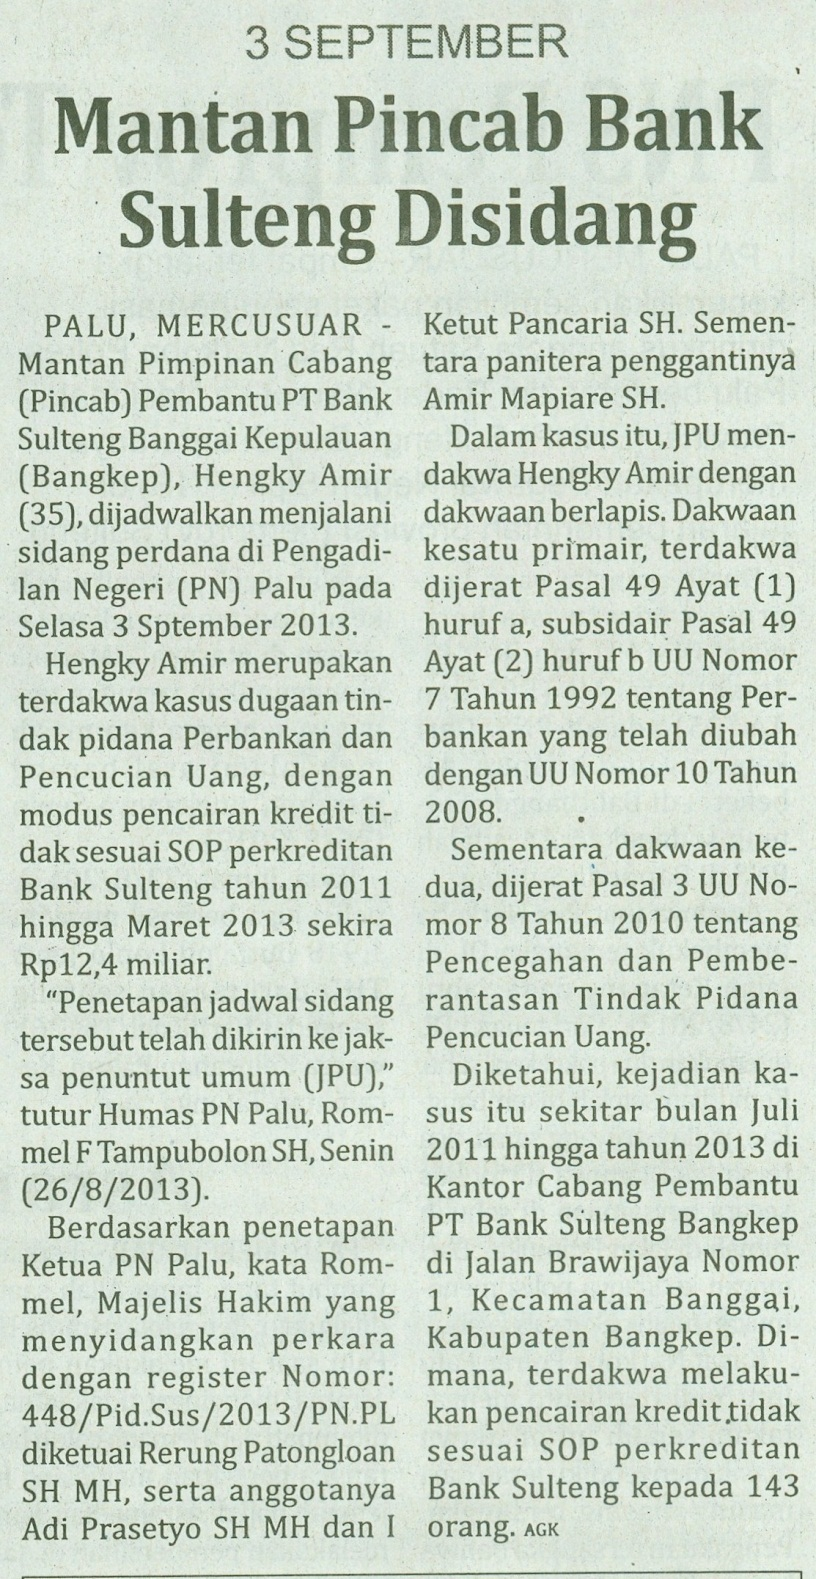 3 SEPTEMBER
Mantan Pincab Bank
Sulteng Disidang
PALU, MERCUSUAR -
Mantan Pimpinan Cabang
(Pincab) Pembantu PT Bank
Sulteng Banggai Kepulauan
(Bangkep), Hengky Amir
(35), dijadwalkan menjalani
sidang perdana di Pengadi-
lan Negeri (PN) Palu pada
Selasa 3 Sptember 2013.
Hengky Amir merupakan
terdakwa kasus dugaan tin-
dak pidana Perbankan dan
Pencucian Uang, dengan
modus pencairan kredit ti-
dak sesuai SOP perkreditan
Bank Sulteng tahun 2011
hingga Maret 2013 sekira
Rp12,4 miliar.
“Penetapan jadwal sidang
tersebut telah dikirin ke jak-
sa penuntut umum (JPU),”
tutur Humas PN Palu, Rom-
mel F Tampubolon SH, Senin
(26/8/2013).
Berdasarkan penetapan
Ketua PN Palu, kata Rom-
mel, Majelis Hakim yang
menyidangkan perkara
dengan register Nomor:
448/Pid.Sus/2013/PN.PL
diketuai Rerung Patongloan
SH MH, serta anggotanya
Adi Prasetyo SH MH dan I
Ketut Pancaria SH. Semen-
tara panitera penggantinya
Amir Mapiare SH.
Dalam kasus itu, JPU men-
dakwa Hengky Amir dengan
dakwaan berlapis. Dakwaan
kesatu primair, terdakwa
dijerat Pasal 49 Ayat (1)
huruf a, subsidair Pasal 49
Ayat (2) huruf b UU Nomor
7 Tahun 1992 tentang Per-
bankan yang telah diubah
dengan UU Nomor 10 Tahun
2008.
Sementara dakwaan ke-
dua, dijerat Pasal 3 UU No-
mor 8 Tahun 2010 tentang
Pencegahan dan Pembe-
rantasan Tindak Pidana
Pencucian Uang.
Diketahui, kejadian ka-
sus itu sekitar bulan Juli
2011 hingga tahun 2013 di
Kantor Cabang Pembantu
PT Bank Sulteng Bangkep
di Jalan Brawijaya Nomor
1, Kecamatan Banggai,
Kabupaten Bangkep. Di-
mana, terdakwa melaku-
kan pencairan kredit tidak
sesuai SOP perkreditan
Bank Sulteng kepada 143
orang. AGK